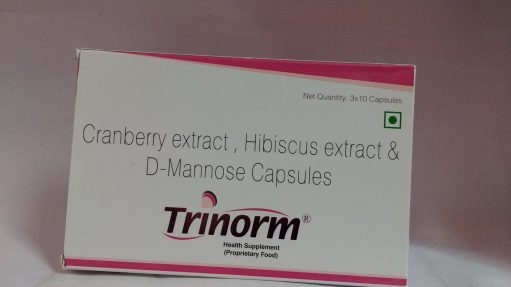 Net Quantity: 3x10 Capsules
Cranberry extract , Hibiscus extract &
D-Mannose Capsules
Trinorm®
Health Supplement
(Proprietary Food)